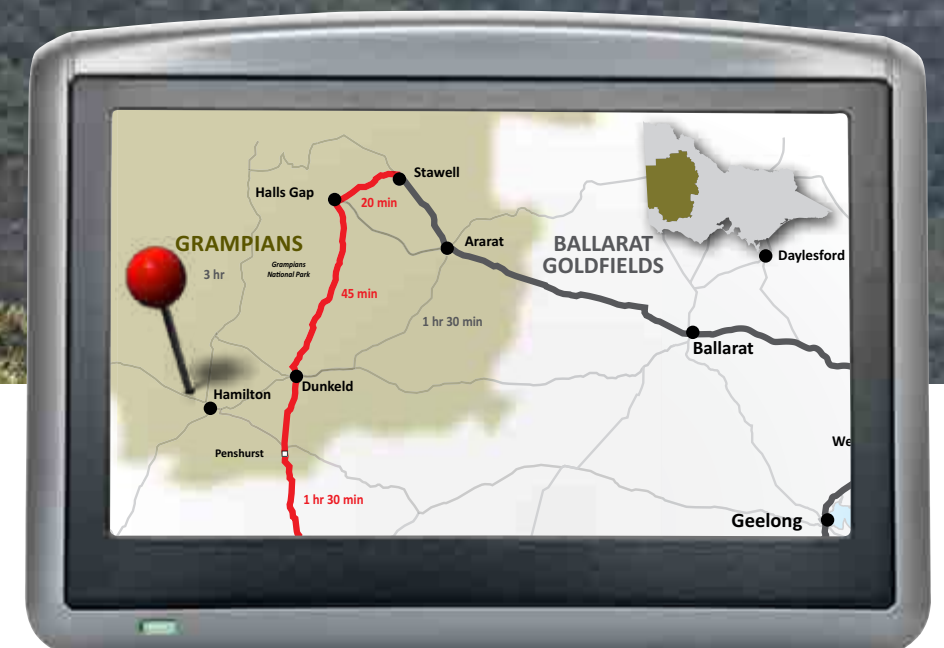 Stawell
Halls Gap
20 min
GRAMPIANS
3 hr
Grampians
National Park
Ararat
BALLARAT
GOLDFIELDS
Daylesford
45 min
1 hr 30 min
Ballarat
Dunkeld
Hamilton
Penshurst
We
1 hr 30 min
Geelong